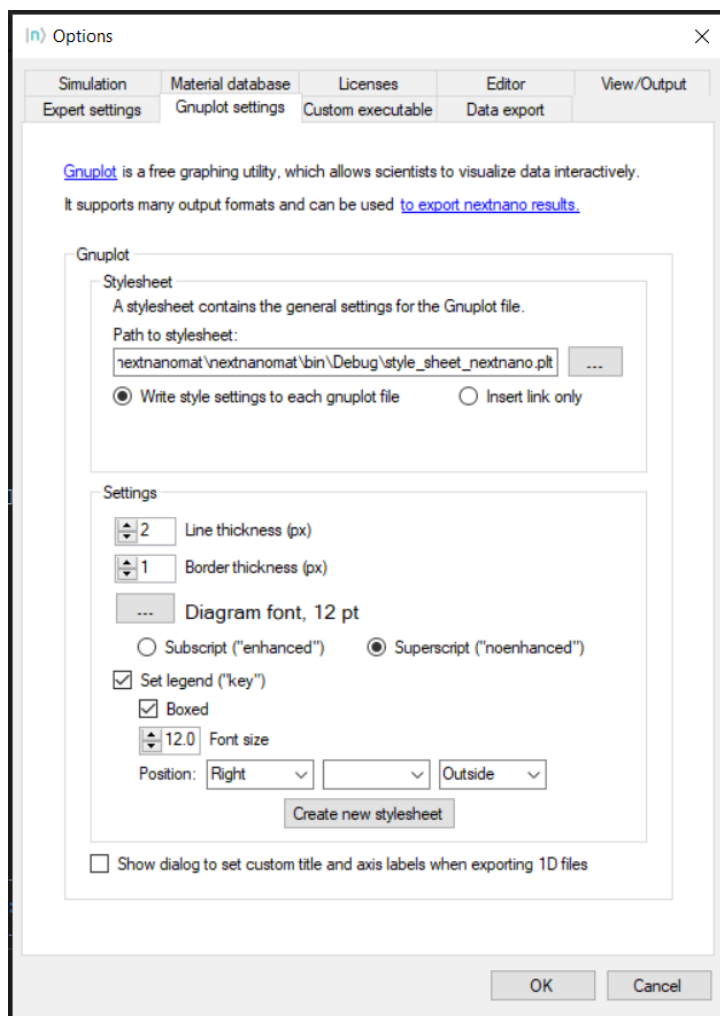 |n⟩ Options
Simulation Material database Licenses Editor View/Output
Expert settings Gnuplot settings Custom executable Data export
Gnuplot is a free graphing utility, which allows scientists to visualize data interactively.
It supports many output formats and can be used to export nextnano results.
Gnuplot
Stylesheet
A stylesheet contains the general settings for the Gnuplot file.
Path to stylesheet:
nextnanomat\nextnanomat\bin\Debug\style_sheet_nextnano.plt ...
Write style settings to each gnuplot file Insert link only
Settings
2 Line thickness (px)
1 Border thickness (px)
... Diagram font, 12 pt
Subscript ("enhanced") Superscript ("noenhanced")
Set legend ("key")
Boxed
12.0 Font size
Position: Right Outside
Create new stylesheet
Show dialog to set custom title and axis labels when exporting 1D files
OK Cancel